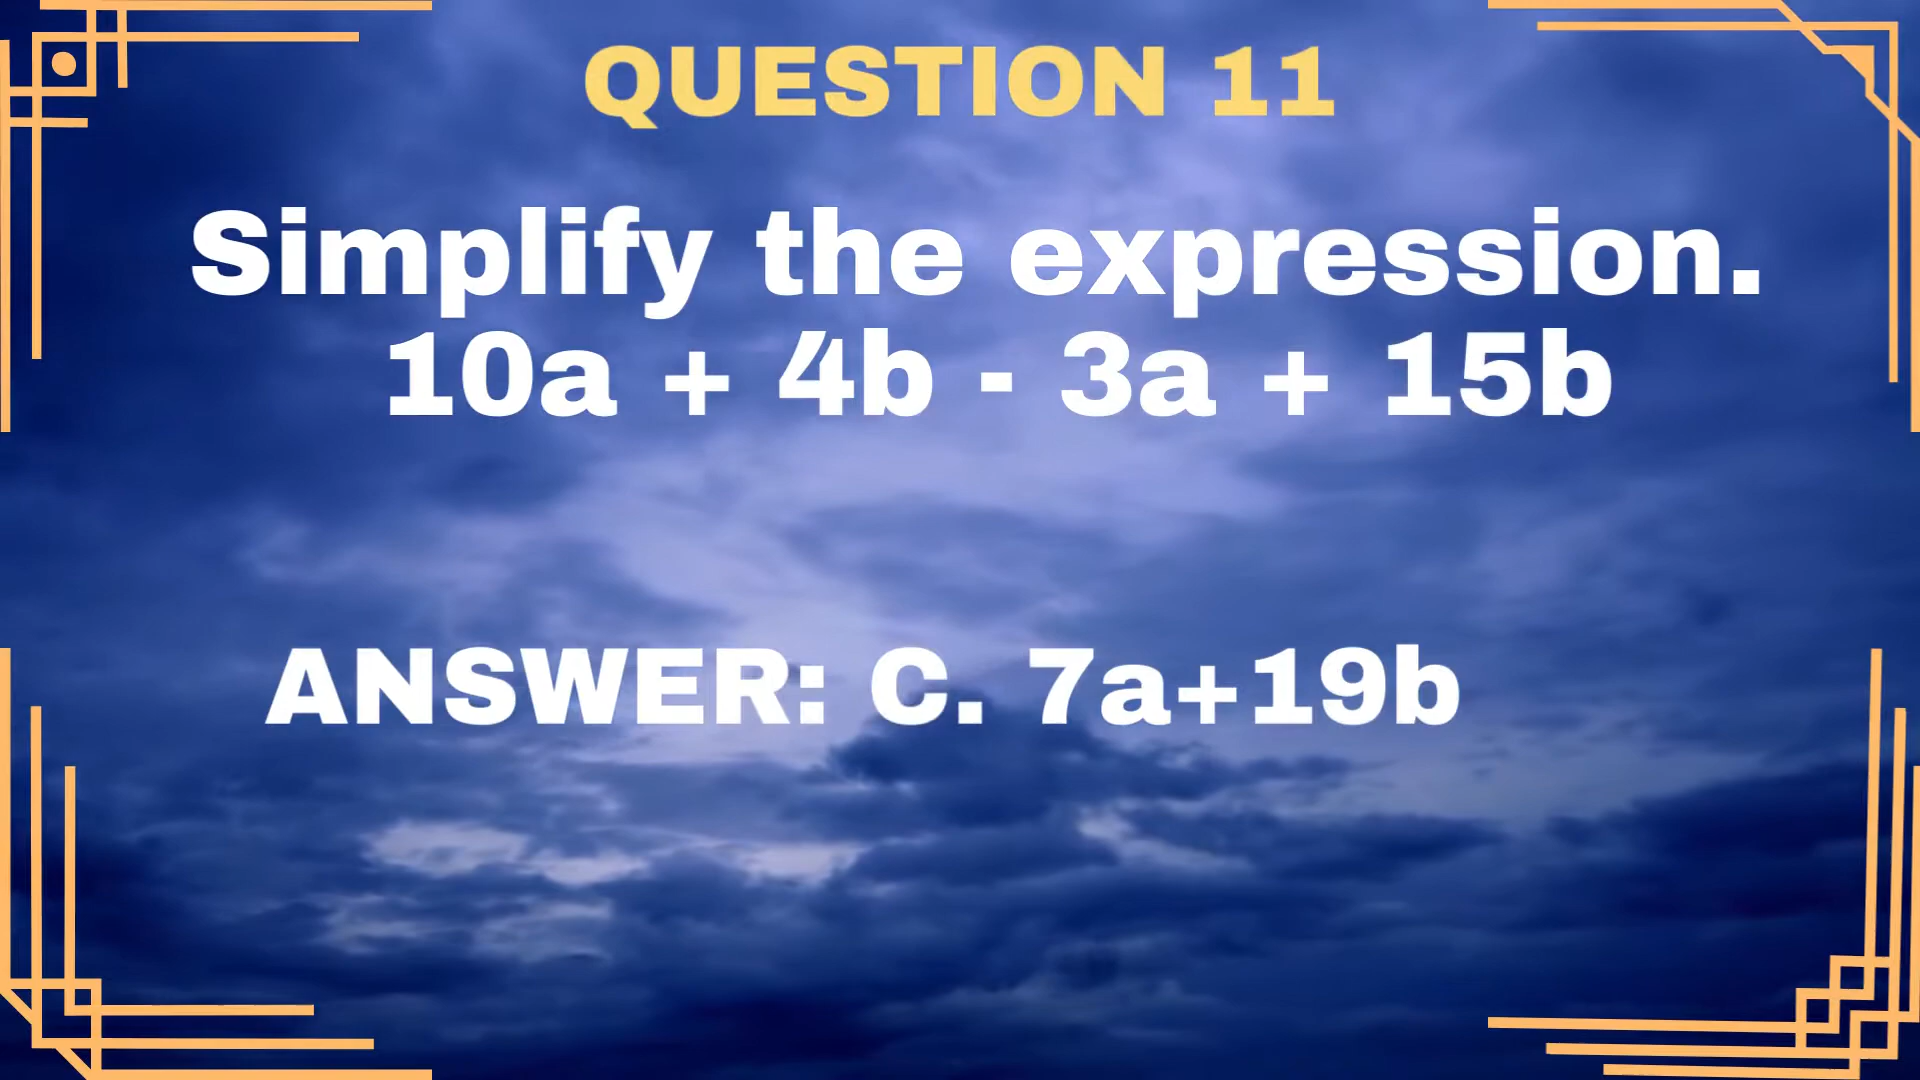 QUESTION 11
Simplify the expression.
10a + 4b - 3a + 15b
ANSWER: C. 7a+19b